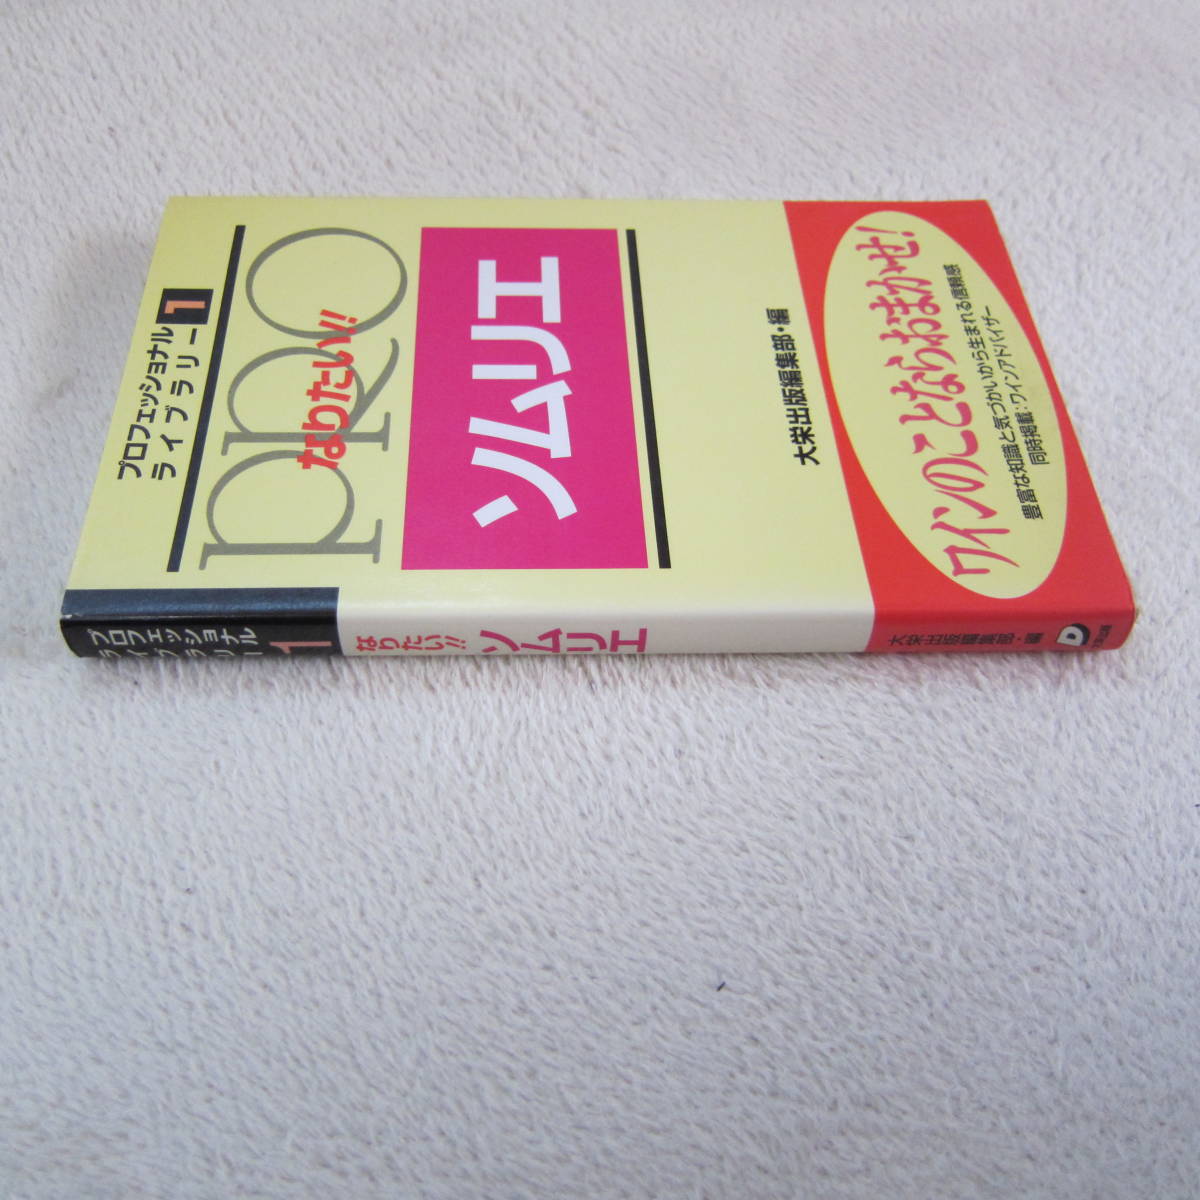 プロフェッショナル
ライブラリー 1
PRO
なりたい!!
ソムリエ
大栄出版編集部・編
ワインのことならおまかせ!
豊富な知識と気づかいから生まれる信頼感
同時掲載:ワインアドバイザー
プロフェッショナル
ライブラリー 1
なりたい!!
ソムリエ
大栄出版編集部・編
D
大栄出版